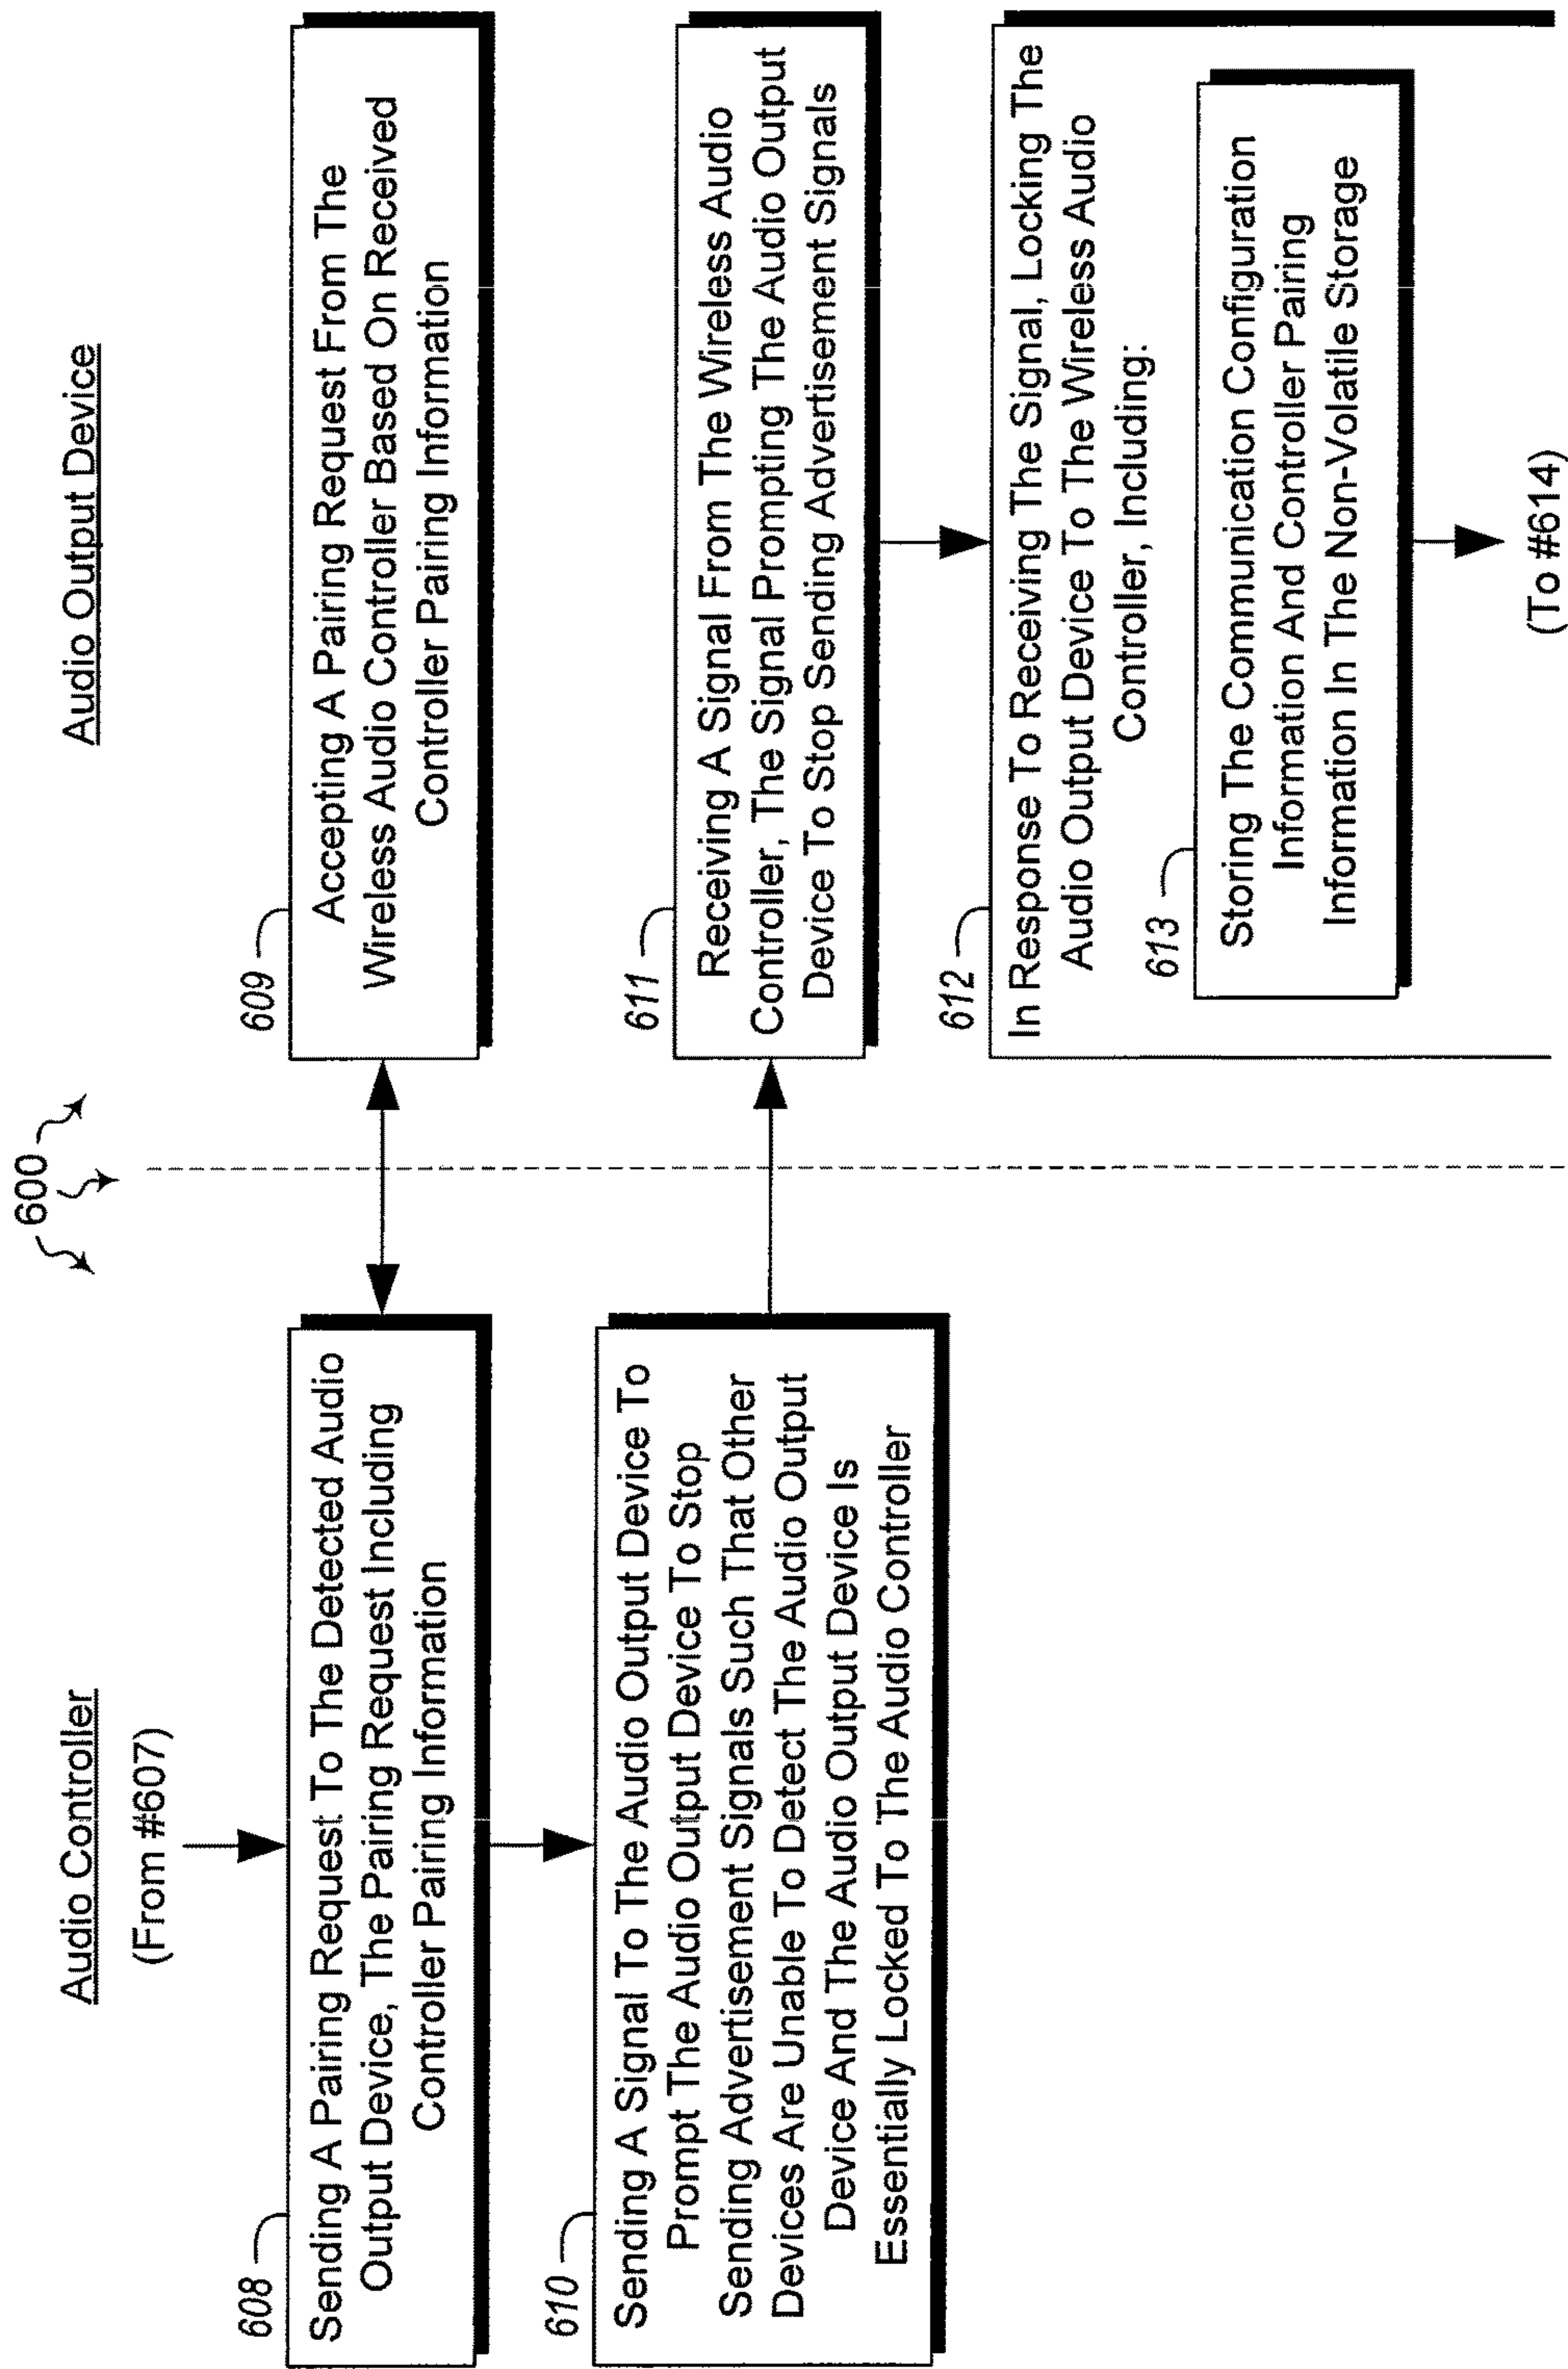 600
Audio Controller
(From #607)
608
Sending A Pairing Request To The Detected Audio
Output Device, The Pairing Request Including
Controller Pairing Information
610
Sending A Signal To The Audio Output Device To
Prompt The Audio Output Device To Stop
Sending Advertisement Signals Such That Other
Devices Are Unable To Detect The Audio Output
Device And The Audio Output Device Is
Essentially Locked To The Audio Controller
Audio Output Device
609
Accepting A Pairing Request From The
Wireless Audio Controller Based On Received
Controller Pairing Information
611
Receiving A Signal From The Wireless Audio
Controller, The Signal Prompting The Audio Output
Device To Stop Sending Advertisement Signals
612
In Response To Receiving The Signal, Locking The
Audio Output Device To The Wireless Audio
Controller, Including:
613
Storing The Communication Configuration
Information And Controller Pairing
Information In The Non-Volatile Storage
(To #614)